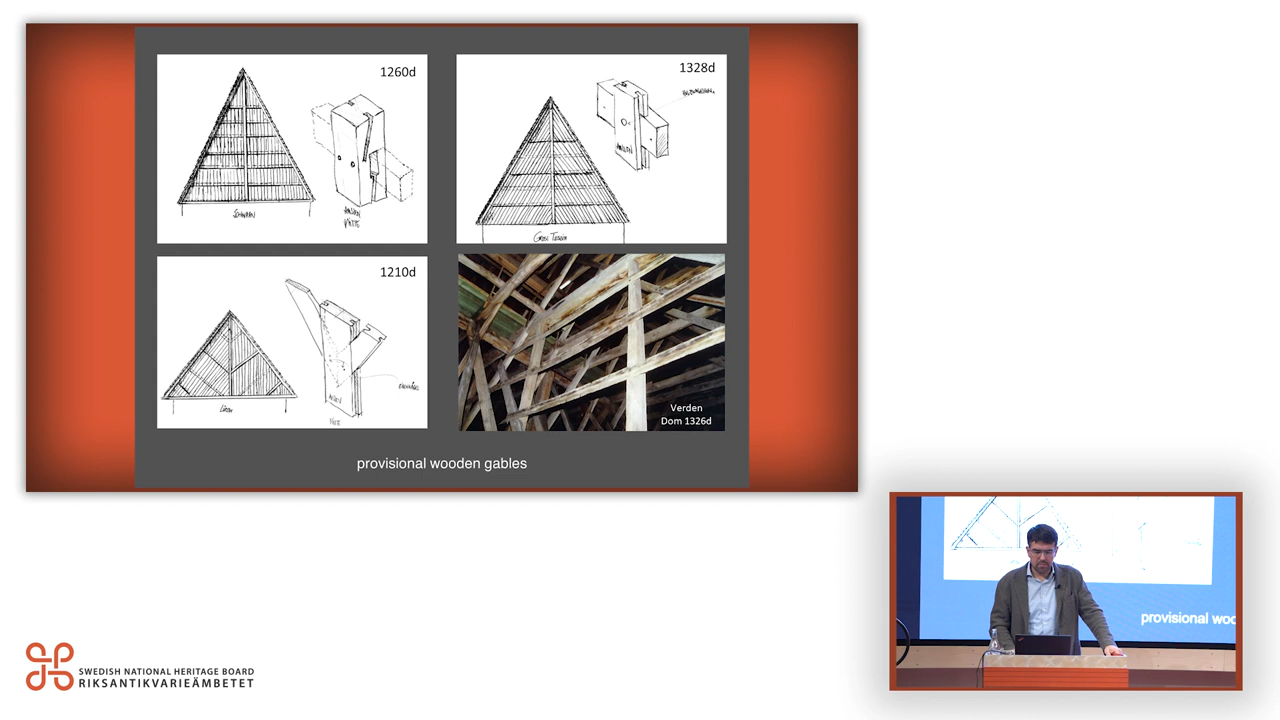 1260d
1328d
1210d
Verden
Dom 1326d
provisional wooden gables
provisional woo
SWEDISH NATIONAL HERITAGE BOARD
RIKSANTIKVARIEÄMBETET